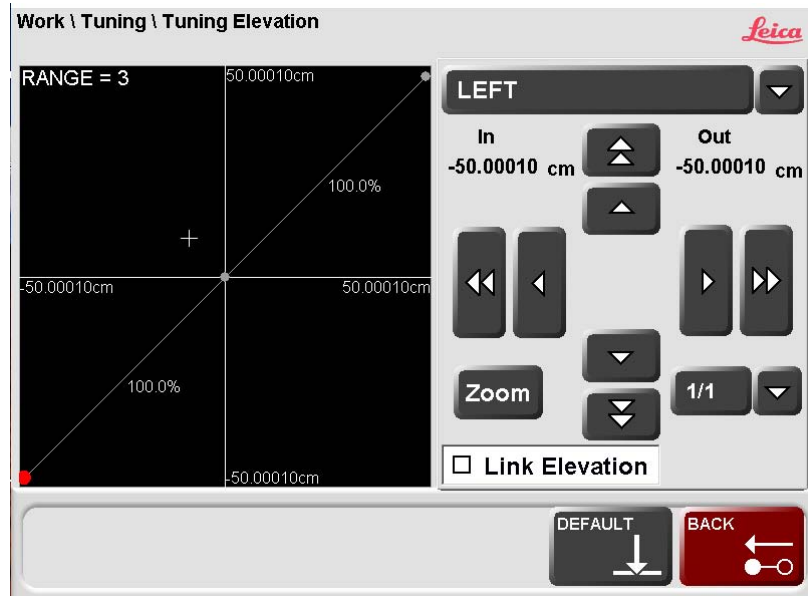 Work \ Tuning \ Tuning Elevation
Leica
RANGE = 3
50.00010cm
100.0%
-50.00010cm
50.00010cm
100.0%
-50.00010cm
LEFT
In
Out
-50.00010 cm
-50.00010 cm
Zoom
1/1
Link Elevation
DEFAULT
BACK